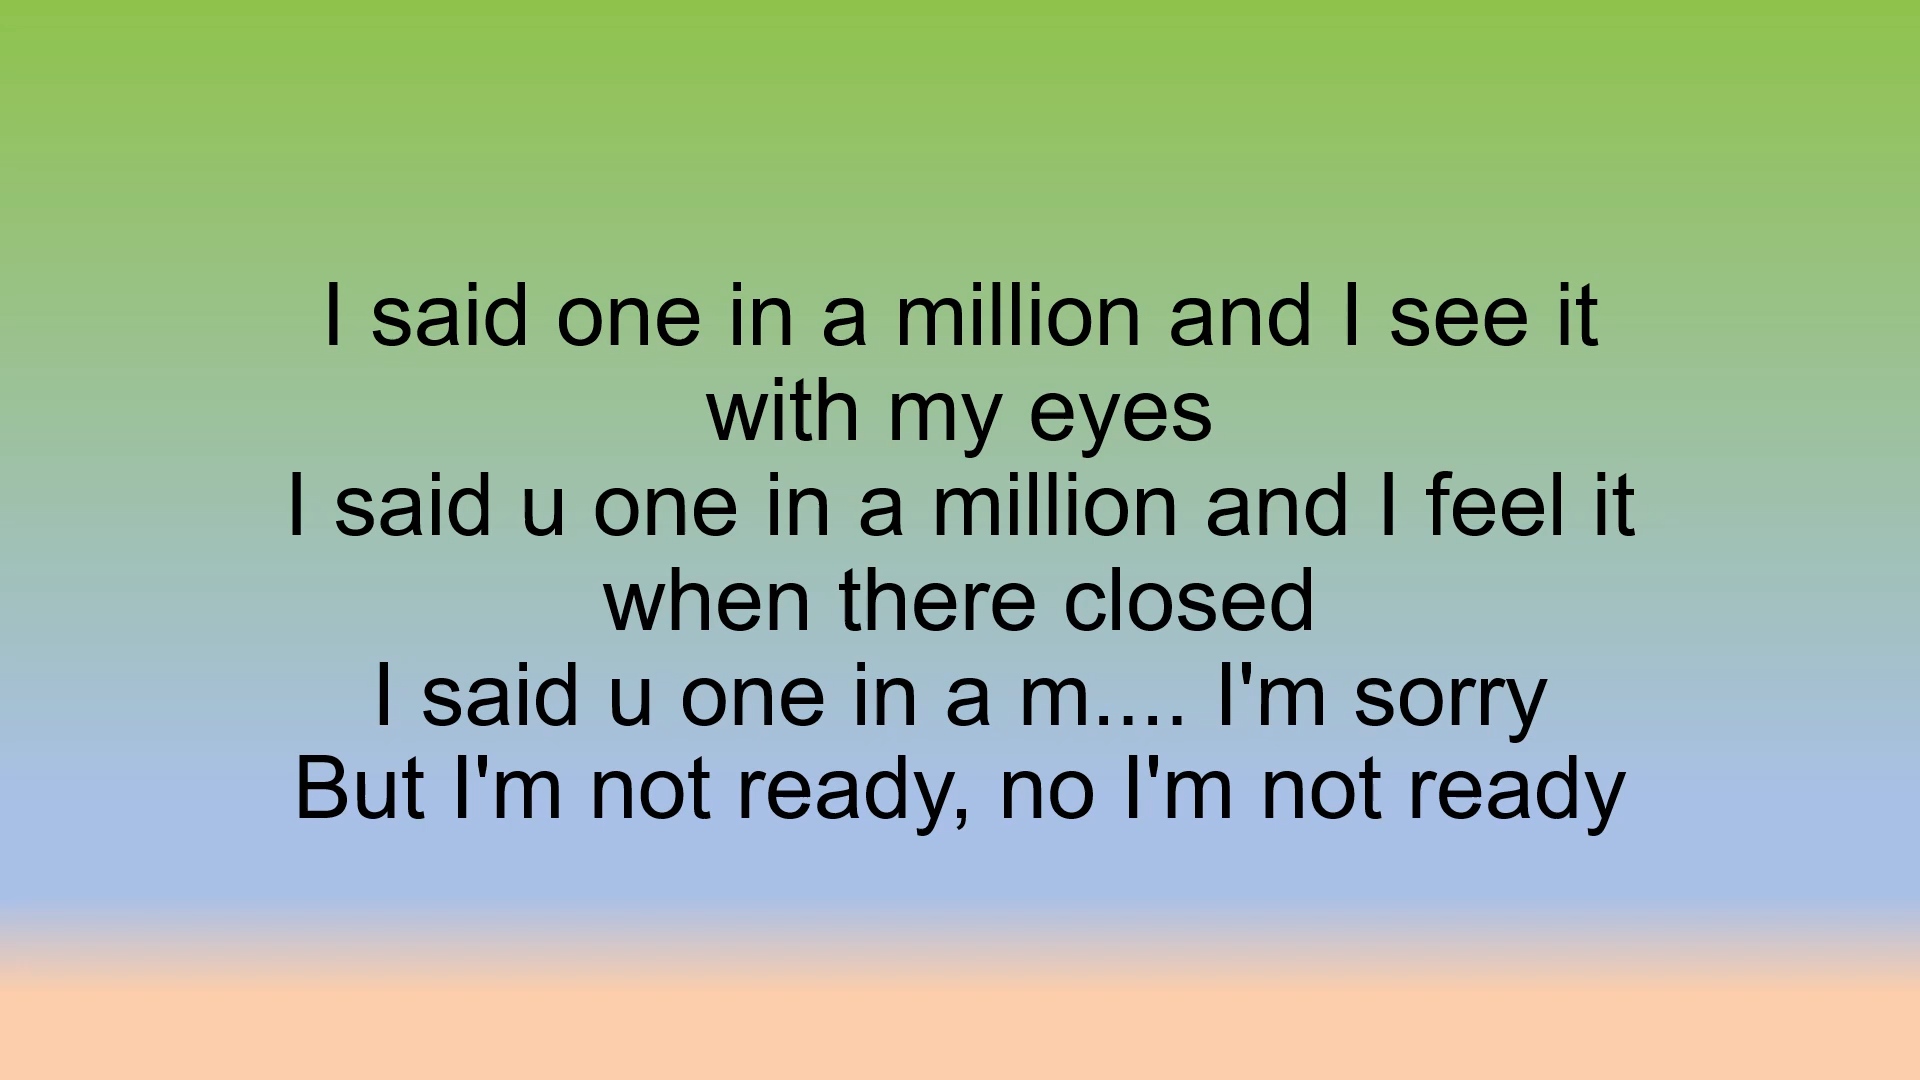 I said one in a million and I see it
with my eyes
I said u one in a million and I feel it
when there closed
I said u one in a m.... I'm sorry
But I'm not ready, no I'm not ready